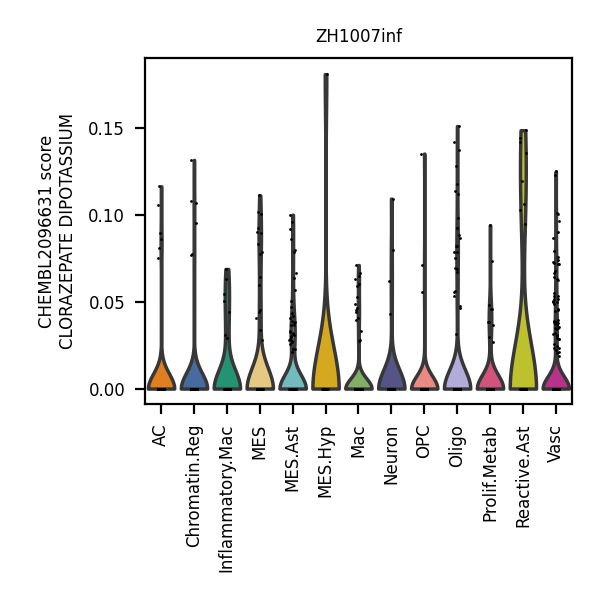 ZH1007inf
CHEMBL2096631 score
CLORAZEPATE DIPOTASSIUM
0.15
0.10
0.05
0.00
AC
Chromatin.Reg
Inflammatory.Mac
MES
MES.Ast
MES.Hyp
Mac
Neuron
OPC
Oligo
Prolif.Metab
Reactive.Ast
Vasc